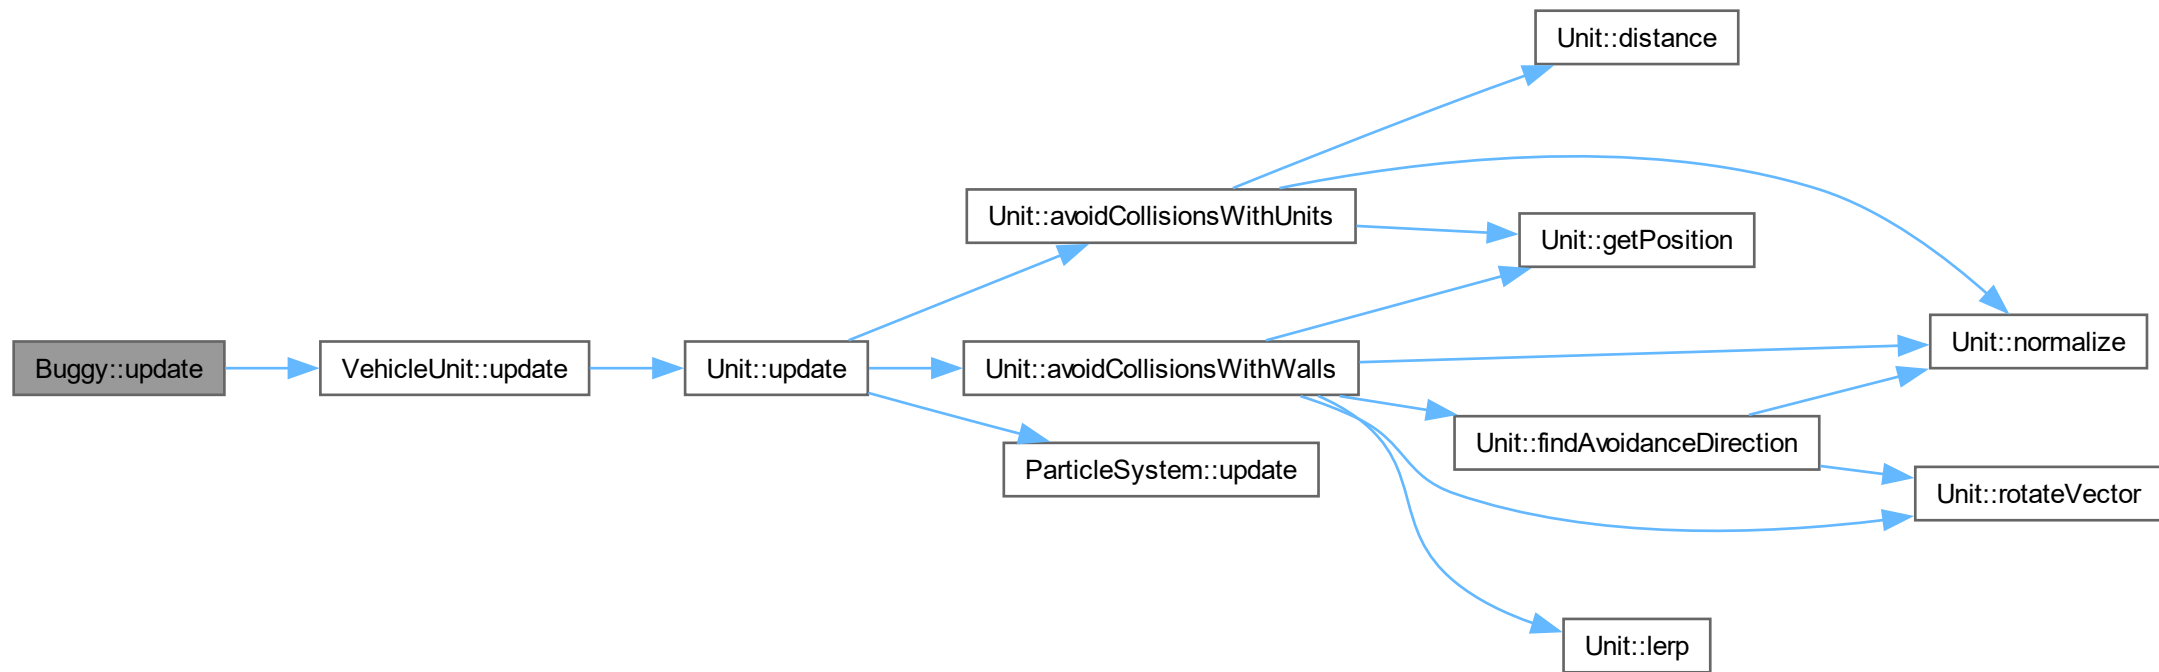 Unit::distance
Unit::avoidCollisionsWithUnits
Unit::getPosition
Unit::normalize
Buggy::update
VehicleUnit::update
Unit::update
Unit::avoidCollisionsWithWalls
Unit::findAvoidanceDirection
ParticleSystem::update
Unit::rotateVector
Unit::lerp